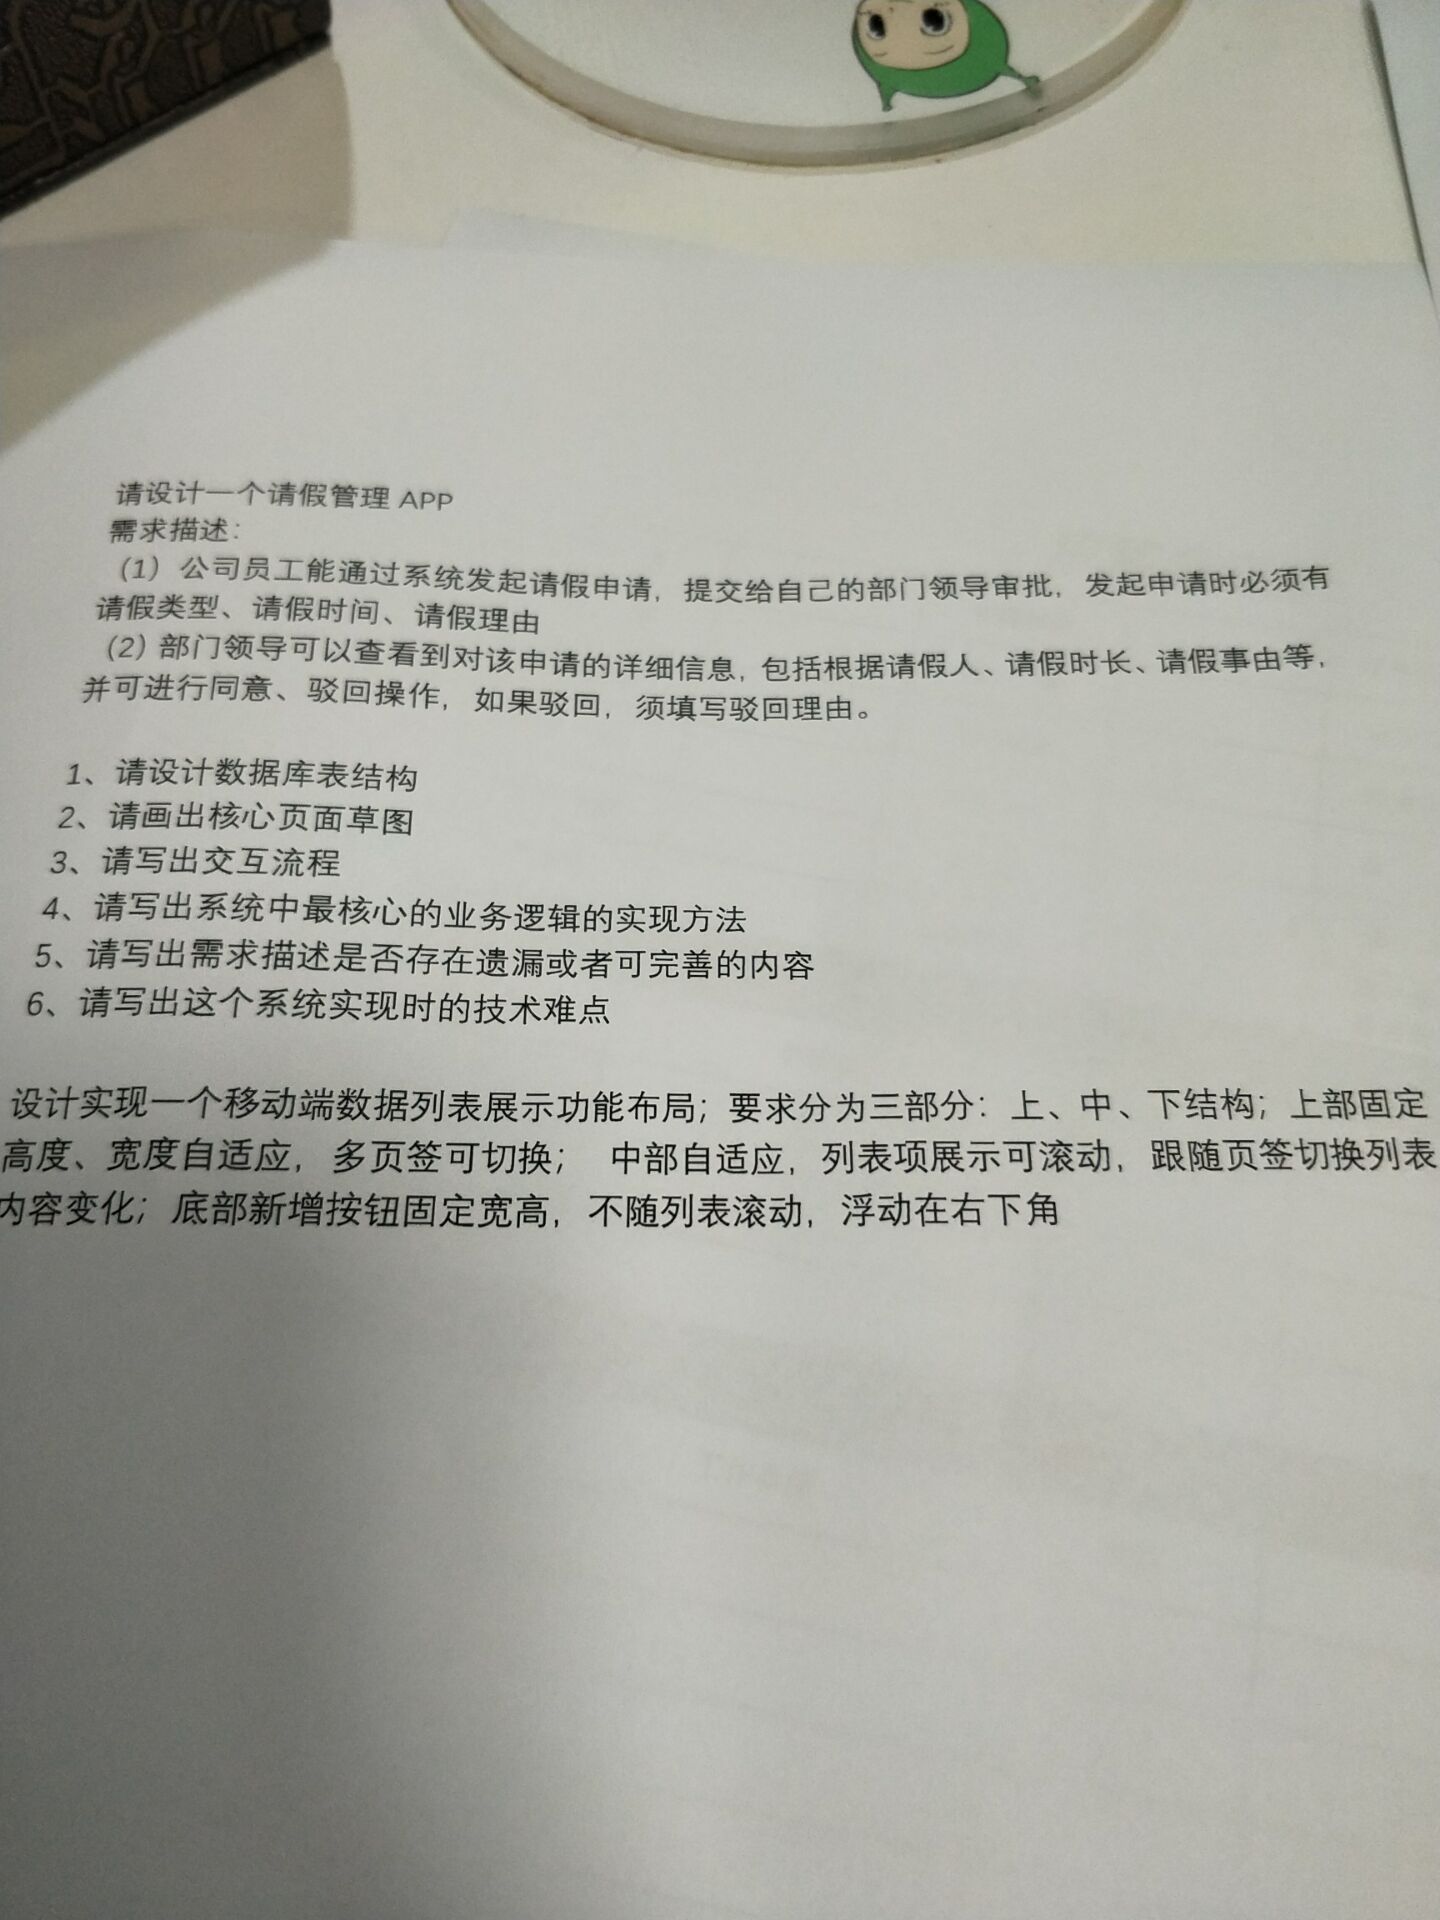 请设计一个请假管理 APP
需求描述：
（1）公司员工能通过系统发起请假申请，提交给自己的部门领导审批，发起申请时必须有
请假类型、请假时间、请假理由
（2）部门领导可以查看到对该申请的详细信息，包括根据请假人、请假时长、请假事由等，
并可进行同意、驳回操作，如果驳回，须填写驳回理由。
1、请设计数据库表结构
2、请画出核心页面草图
3、请写出交互流程
4、请写出系统中最核心的业务逻辑的实现方法
5、请写出需求描述是否存在遗漏或者可完善的内容
6、请写出这个系统实现时的技术难点
设计实现一个移动端数据列表展示功能布局；要求分为三部分：上、中、下结构；上部固定
高度、宽度自适应，多页签可切换； 中部自适应，列表项展示可滚动，跟随页签切换列表
内容变化；底部新增按钮固定宽高，不随列表滚动，浮动在右下角